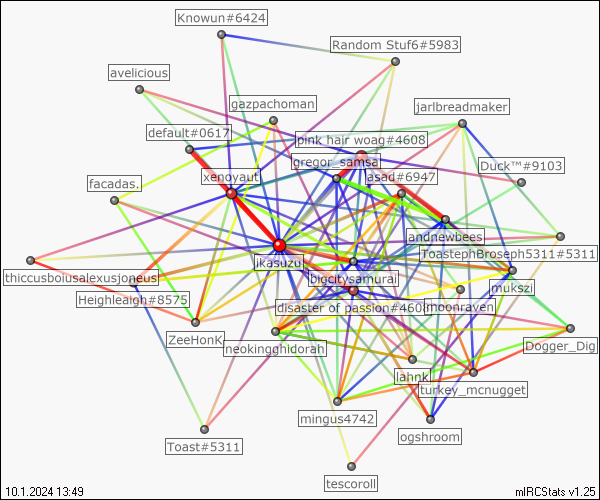 Knowun#6424
Random Stuf6#5983
avelicious
gazpachoman
jarlbreadmaker
default#0617
pink hair woag#4608
gregor_samsa
Duck™#9103
xenoyaut
asad#6947
facadas.
andnewbees
jkasuzu
ToastephBroseph5311#5311
thiccusboiusalexusjoneus
bigcitysamurai
mukszi
Heighleaigh#8575
disaster of passion#4608
moonraven
ZeeHonK
neokingghidorah
Dogger_Dig
lahnk
turkey_mcnugget
mingus4742
ogshroom
Toast#5311
tescoroll
10.1.2024 13:49
mIRCStats v1.25